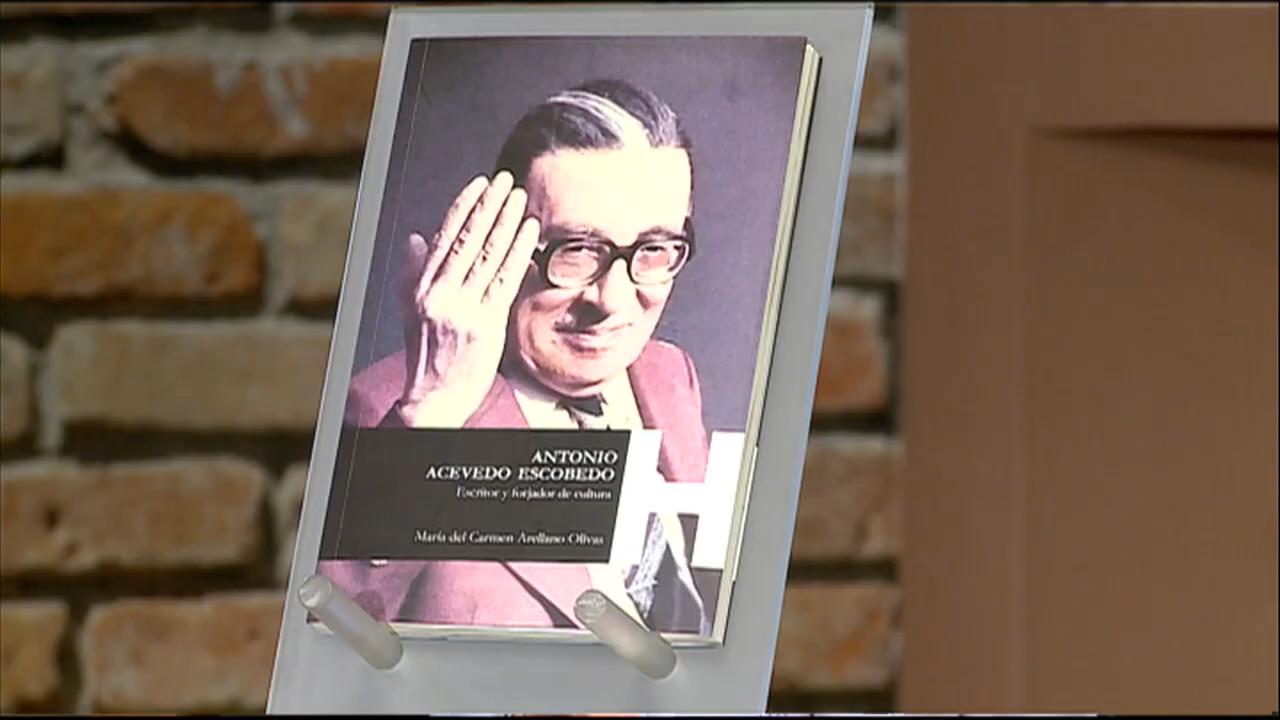 ANTONIO
ACEVEDO ESCOBEDO
Escritor y forjador de cultura
María del Carmen Arellano Olivas
H